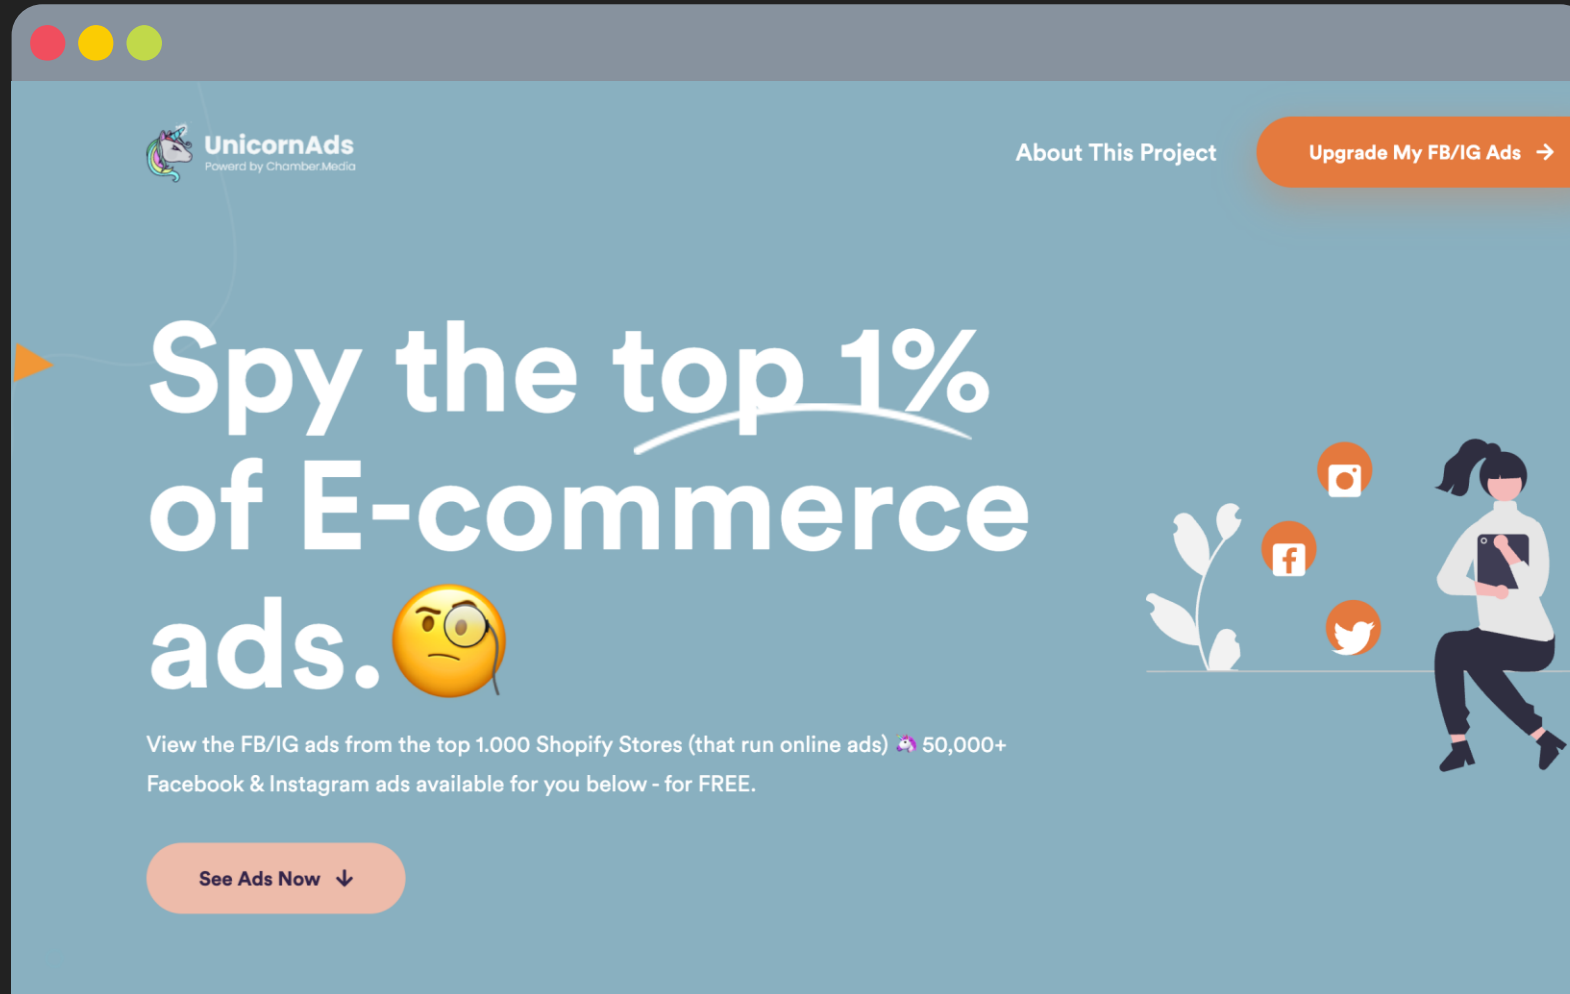 UnicornAds
Powerd by Chamber.Media
About This Project
Upgrade My FB/IG Ads →
Spy the top 1%
of E-commerce
ads.🧐
View the FB/IG ads from the top 1.000 Shopify Stores (that run online ads) 🦄 50,000+
Facebook & Instagram ads available for you below - for FREE.
See Ads Now ↓